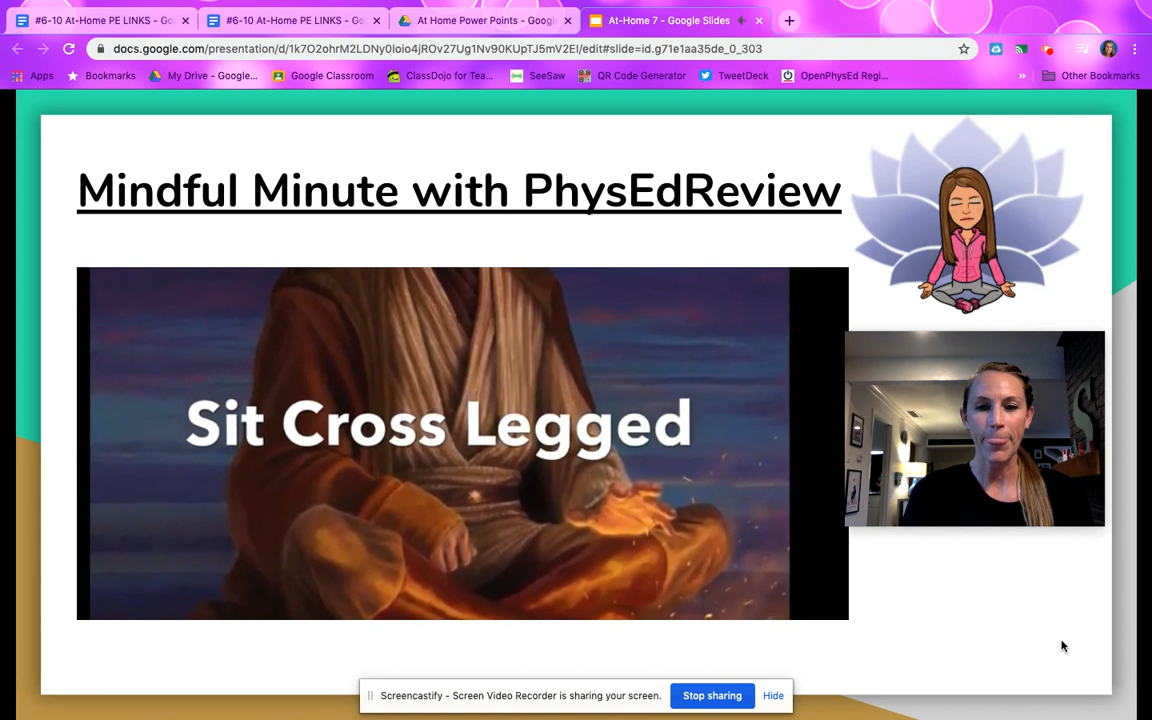 #6-10 At-Home PE LINKS - Go
#6-10 At-Home PE LINKS - Go
At Home Power Points - Googl
At-Home 7 - Google Slides
docs.google.com/presentation/d/1k7O2ohrM2LDNy0Ioio4jROv27Ug1Nv90KUpTJ5mV2EI/edit#slide=id.g71e1aa35de_0_303
Apps
Bookmarks
My Drive - Google...
Google Classroom
ClassDojo for Tea...
SeeSaw
QR Code Generator
TweetDeck
OpenPhysEd Regi...
»
Other Bookmarks
Mindful Minute with PhysEdReview
Sit Cross Legged
Screencastify - Screen Video Recorder is sharing your screen.
Stop sharing
Hide